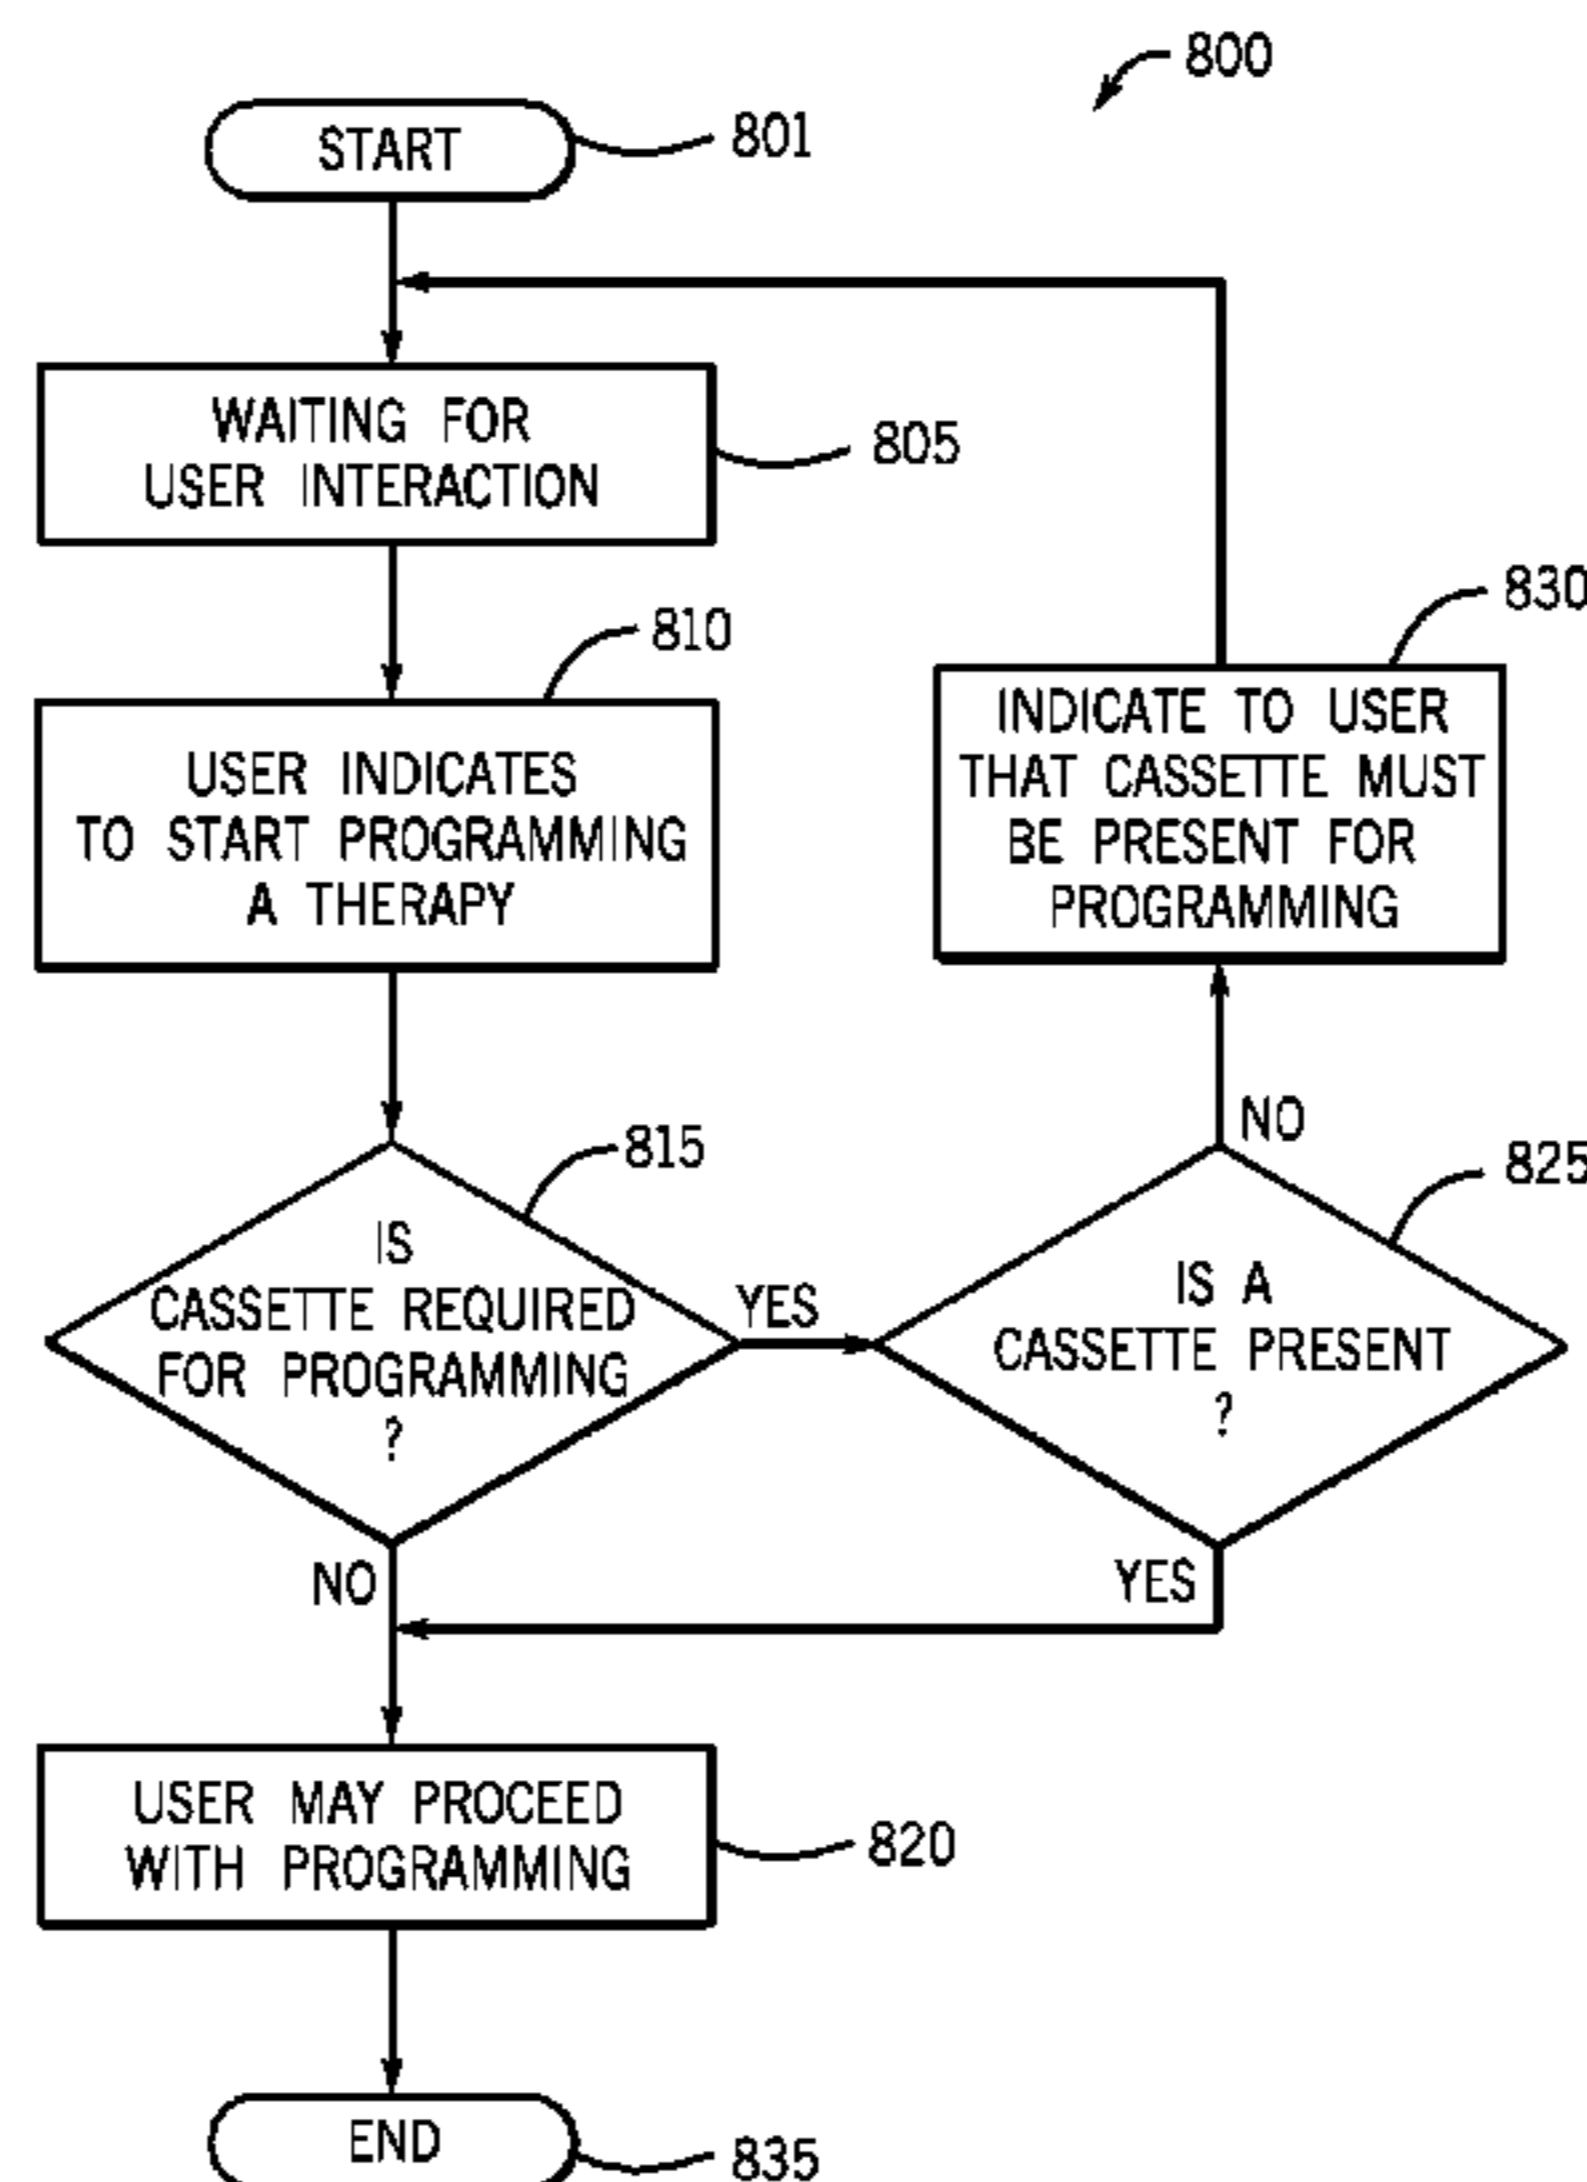 800
START
801
WAITING FOR
USER INTERACTION
805
810
USER INDICATES
TO START PROGRAMMING
A THERAPY
830
INDICATE TO USER
THAT CASSETTE MUST
BE PRESENT FOR
PROGRAMMING
815
IS
CASSETTE REQUIRED
FOR PROGRAMMING
?
YES
NO
825
IS A
CASSETTE PRESENT
?
NO
YES
USER MAY PROCEED
WITH PROGRAMMING
820
END
835